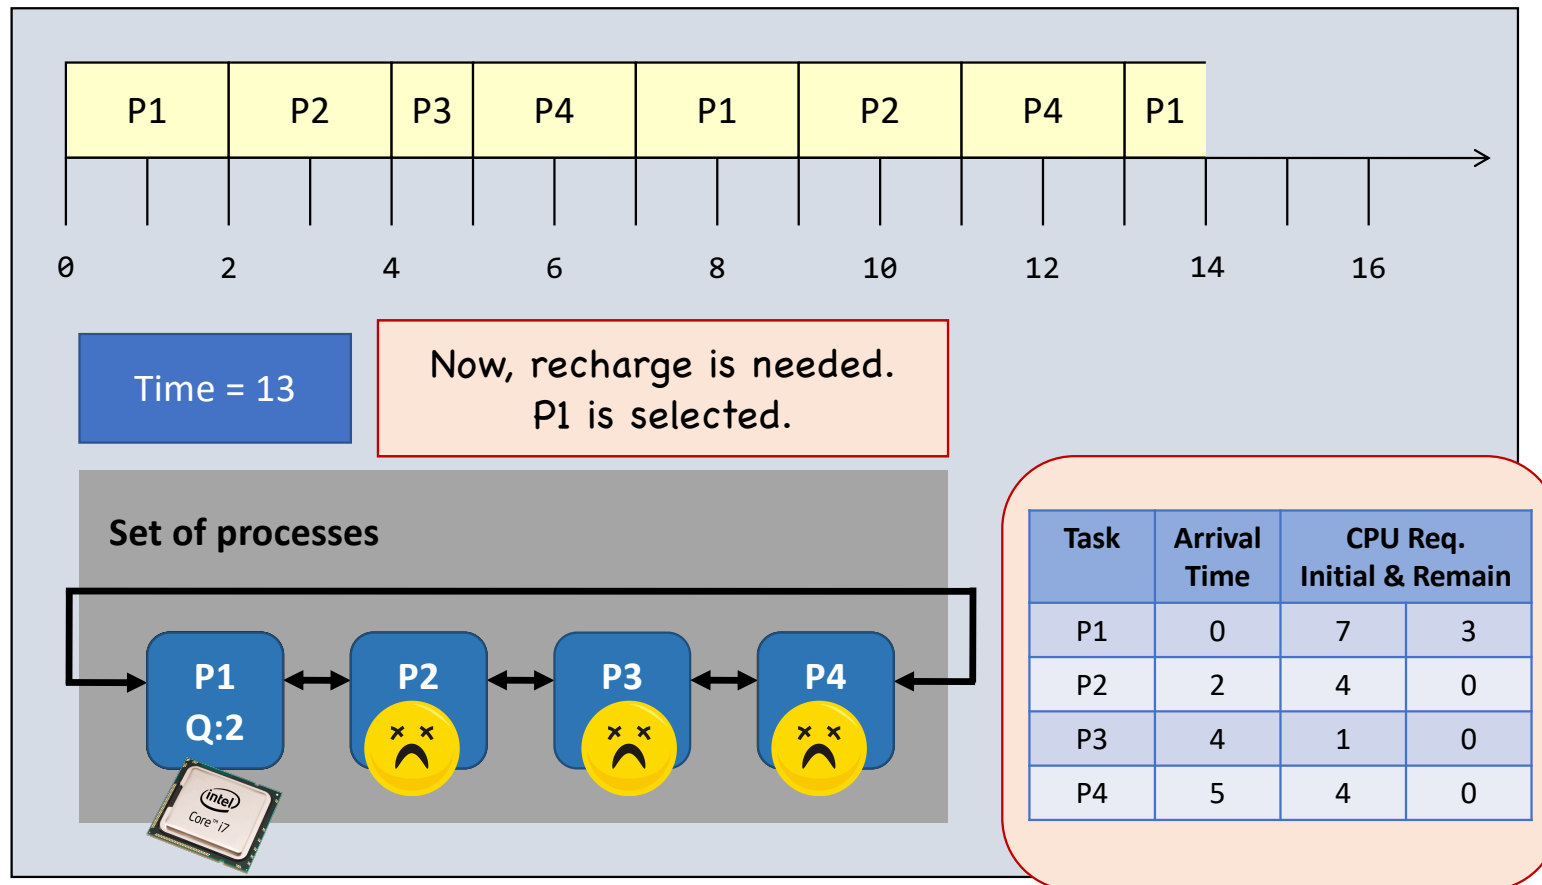 P1 P2 P3 P4 P1 P2 P4 P1
0 2 4 6 8 10 12 14 16
Time = 13
Now, recharge is needed.
P1 is selected.
Set of processes
P1 P2 P3 P4
Q:2
intel
Core™ i7
Task Arrival Time CPU Req. Initial & Remain
P1 0 7 3
P2 2 4 0
P3 4 1 0
P4 5 4 0